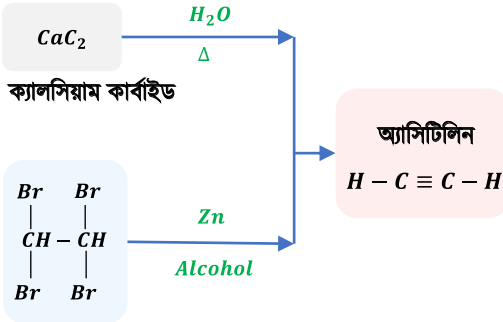 H₂O
CaC₂
Δ
ক্যালসিয়াম কার্বাইড
অ্যাসিটিলিন
H − C ≡ C − H
Br Br
Zn
CH − CH
Alcohol
Br Br